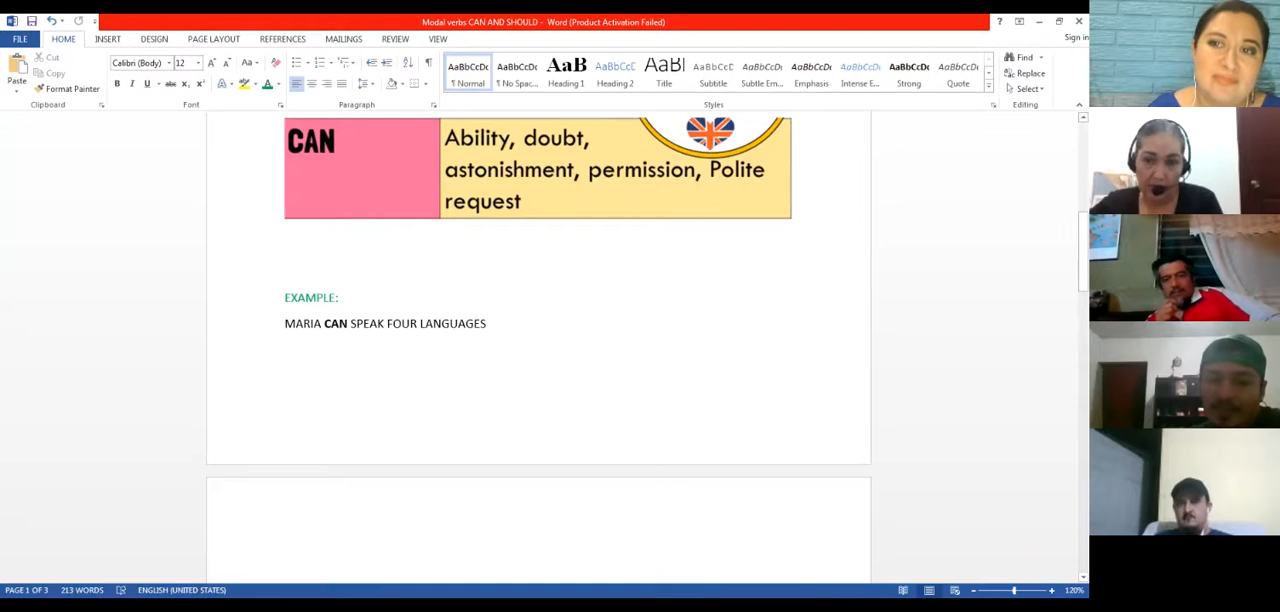 Modal verbs CAN AND SHOULD - Word (Product Activation Failed)
Sign in
FILE HOME INSERT DESIGN PAGE LAYOUT REFERENCES MAILINGS REVIEW VIEW
Paste
Cut
Copy
Format Painter
Clipboard
Calibri (Body) 12
Font
Paragraph
AaBbCcDc AaBbCcDc AaB AaBbCcC AaBl AaBbCcC AaBbCcDc AaBbCcDc AaBbCcDc AaBbCcDc AaBbCcDc
¶ Normal ¶ No Spac... Heading 1 Heading 2 Title Subtitle Subtle Em... Emphasis Intense E... Strong Quote
Styles
Find
Replace
Select
Editing
CAN
Ability, doubt,
astonishment, permission, Polite
request
EXAMPLE:
MARIA CAN SPEAK FOUR LANGUAGES
PAGE 1 OF 3 213 WORDS ENGLISH (UNITED STATES) 120%